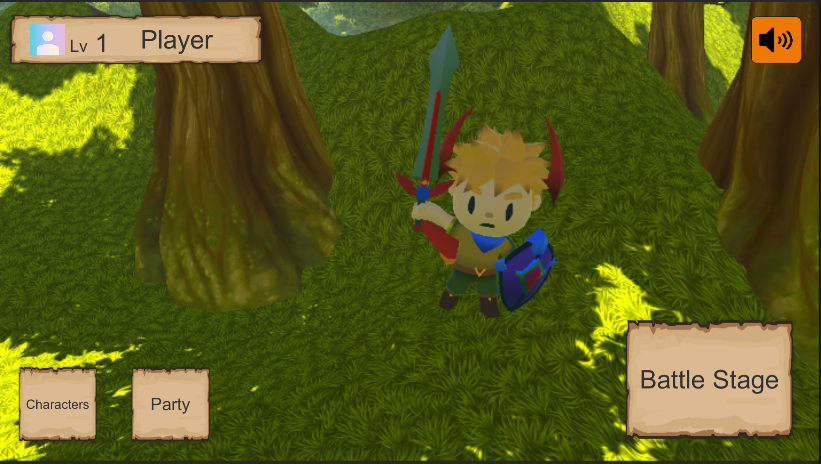 Lv 1 Player
Characters
Party
Battle Stage